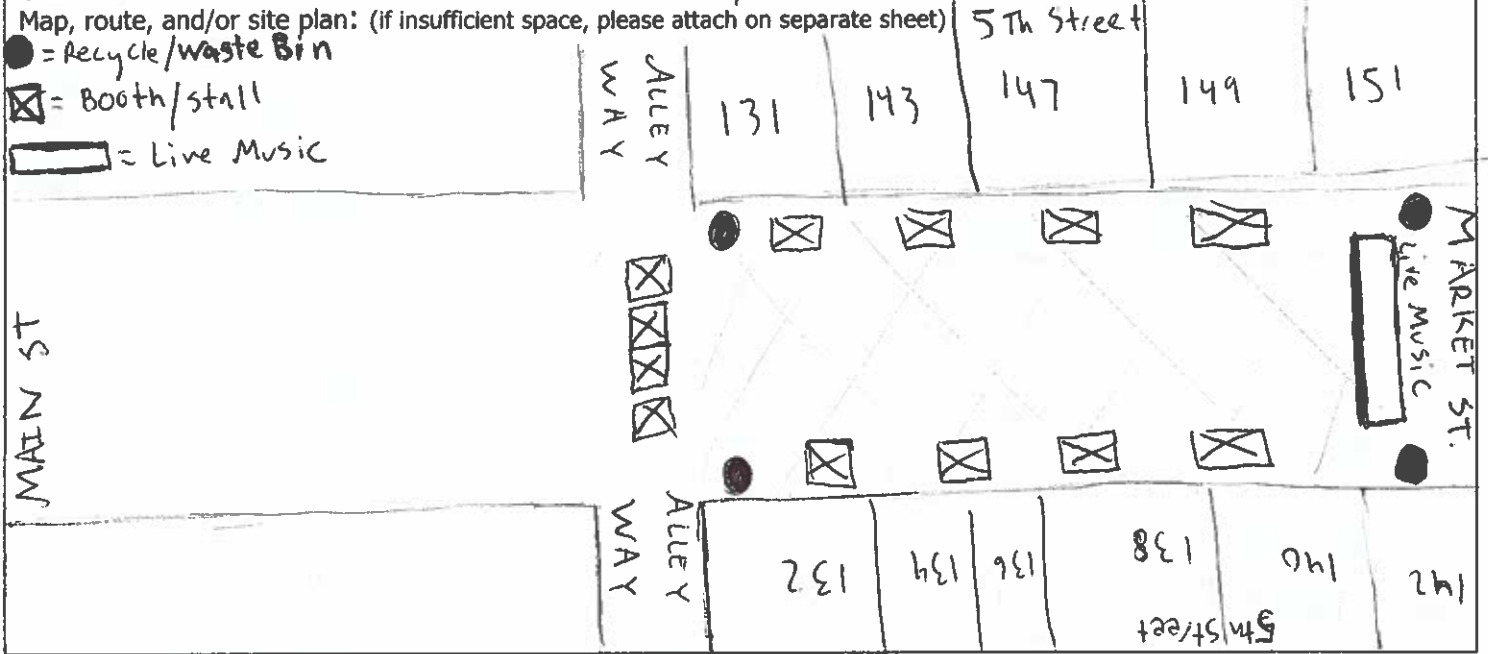 Map, route, and/or site plan: (if insufficient space, please attach on separate sheet)
5Th Street
= Recycle/Waste Bin
= Booth/stall
= Live Music
ALLEY
WAY
131
143
147
149
151
MAIN ST
Live Music
MARKET ST.
ALLEY
WAY
132
134
136
138
140
142
5th Street